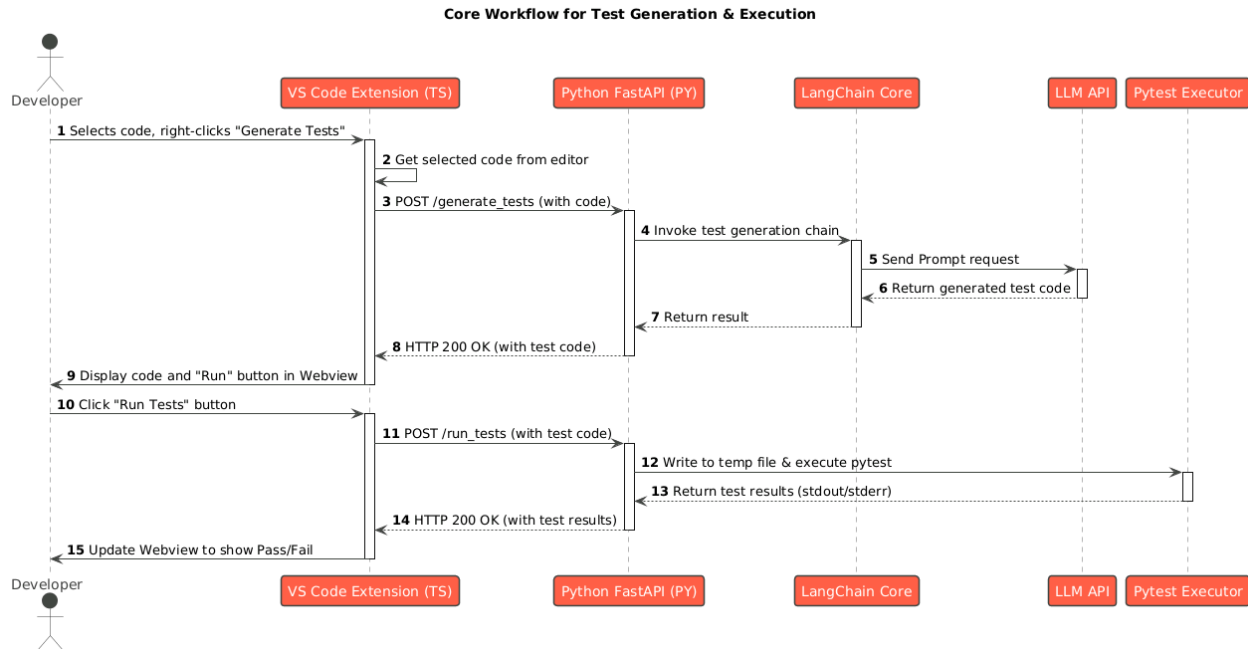 Core Workflow for Test Generation & Execution
Developer
VS Code Extension (TS)
Python FastAPI (PY)
LangChain Core
LLM API
Pytest Executor
1 Selects code, right-clicks "Generate Tests"
2 Get selected code from editor
3 POST /generate_tests (with code)
4 Invoke test generation chain
5 Send Prompt request
6 Return generated test code
7 Return result
8 HTTP 200 OK (with test code)
9 Display code and "Run" button in Webview
10 Click "Run Tests" button
11 POST /run_tests (with test code)
12 Write to temp file & execute pytest
13 Return test results (stdout/stderr)
14 HTTP 200 OK (with test results)
15 Update Webview to show Pass/Fail
Developer
VS Code Extension (TS)
Python FastAPI (PY)
LangChain Core
LLM API
Pytest Executor